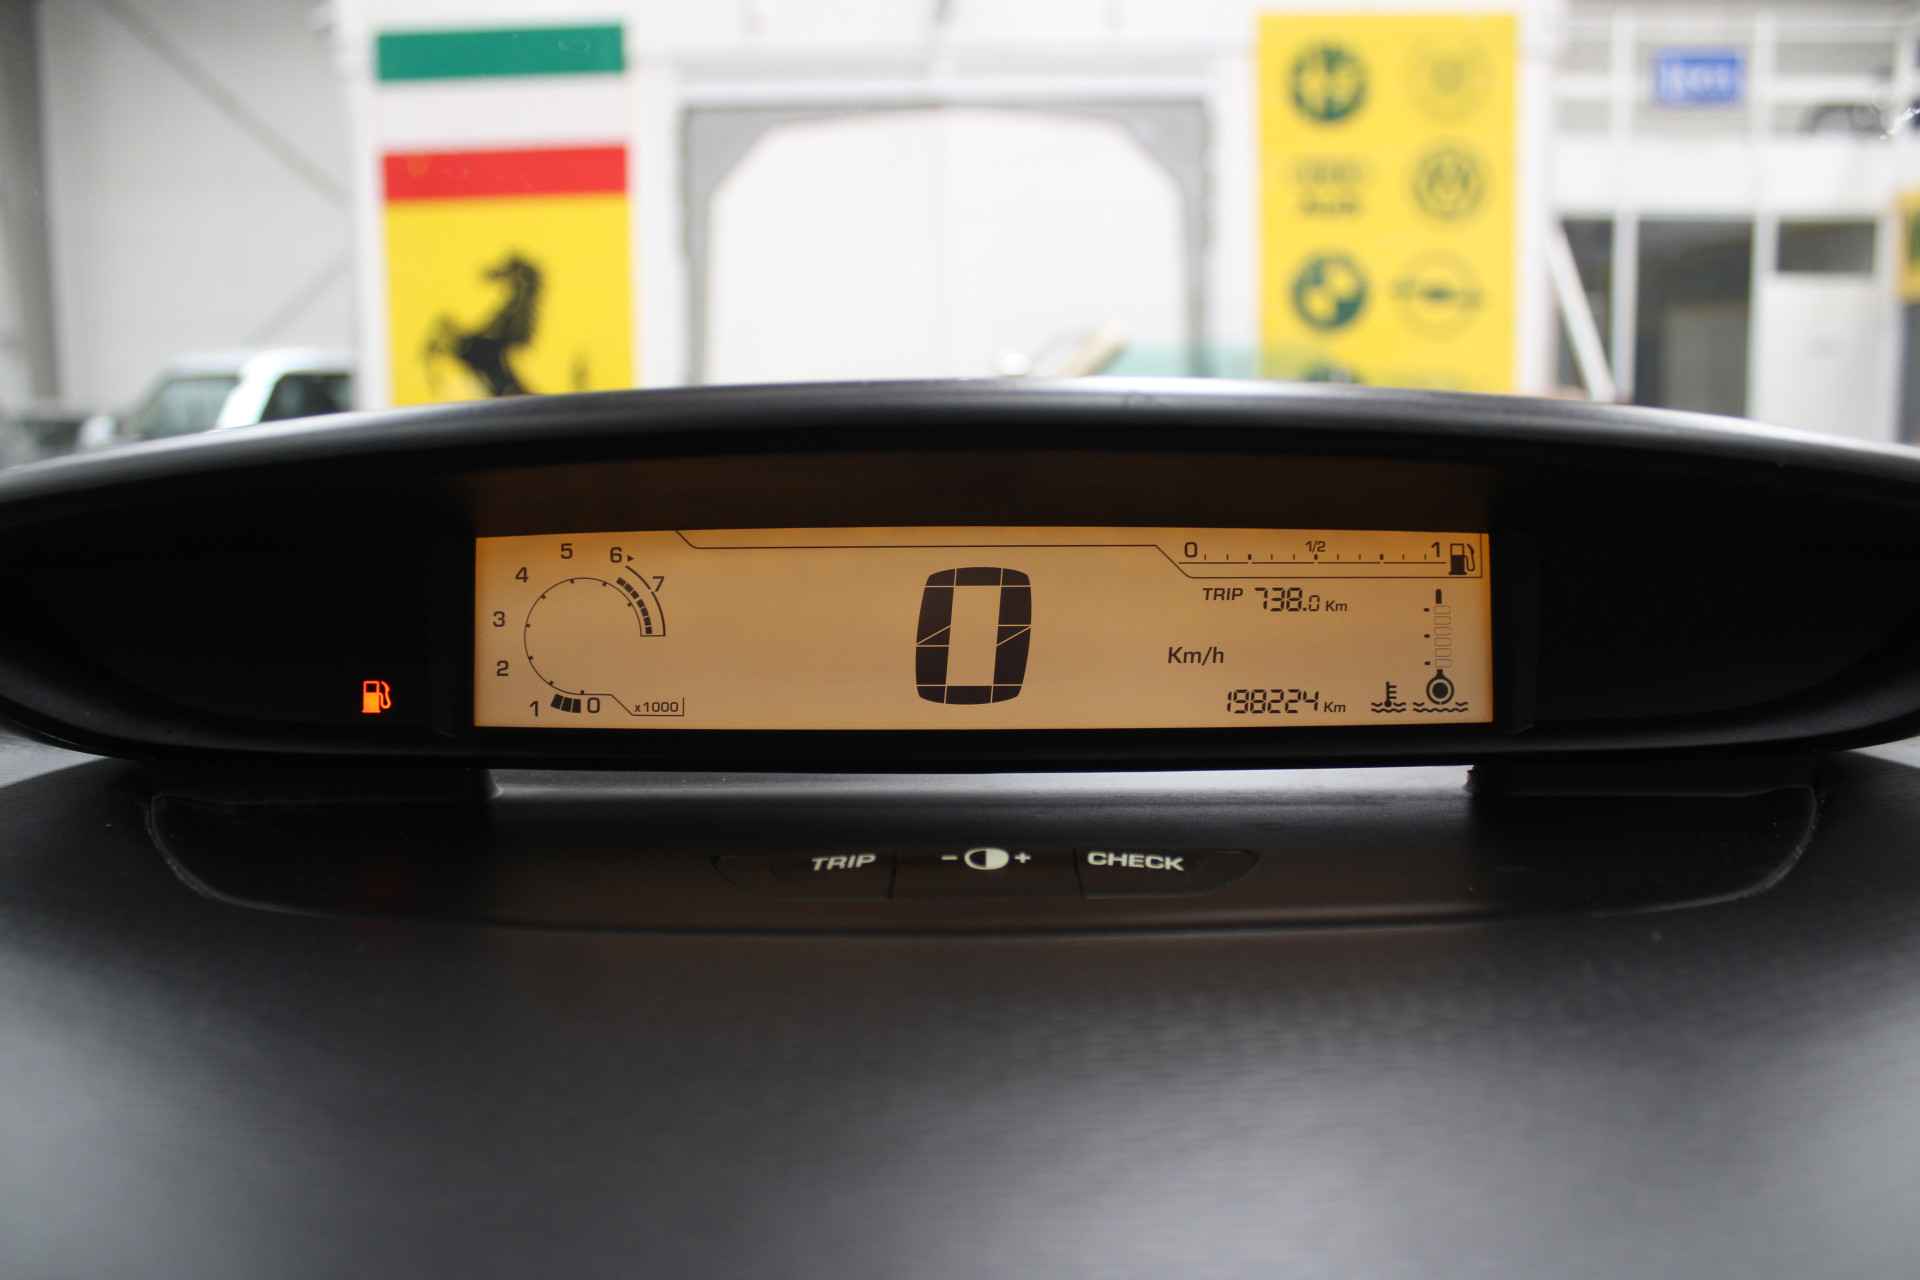 5 6
4 7
3
2
1 0 x1000
0
0 1/2 1
TRIP 738.0 Km
Km/h
198224 Km
TRIP - + CHECK